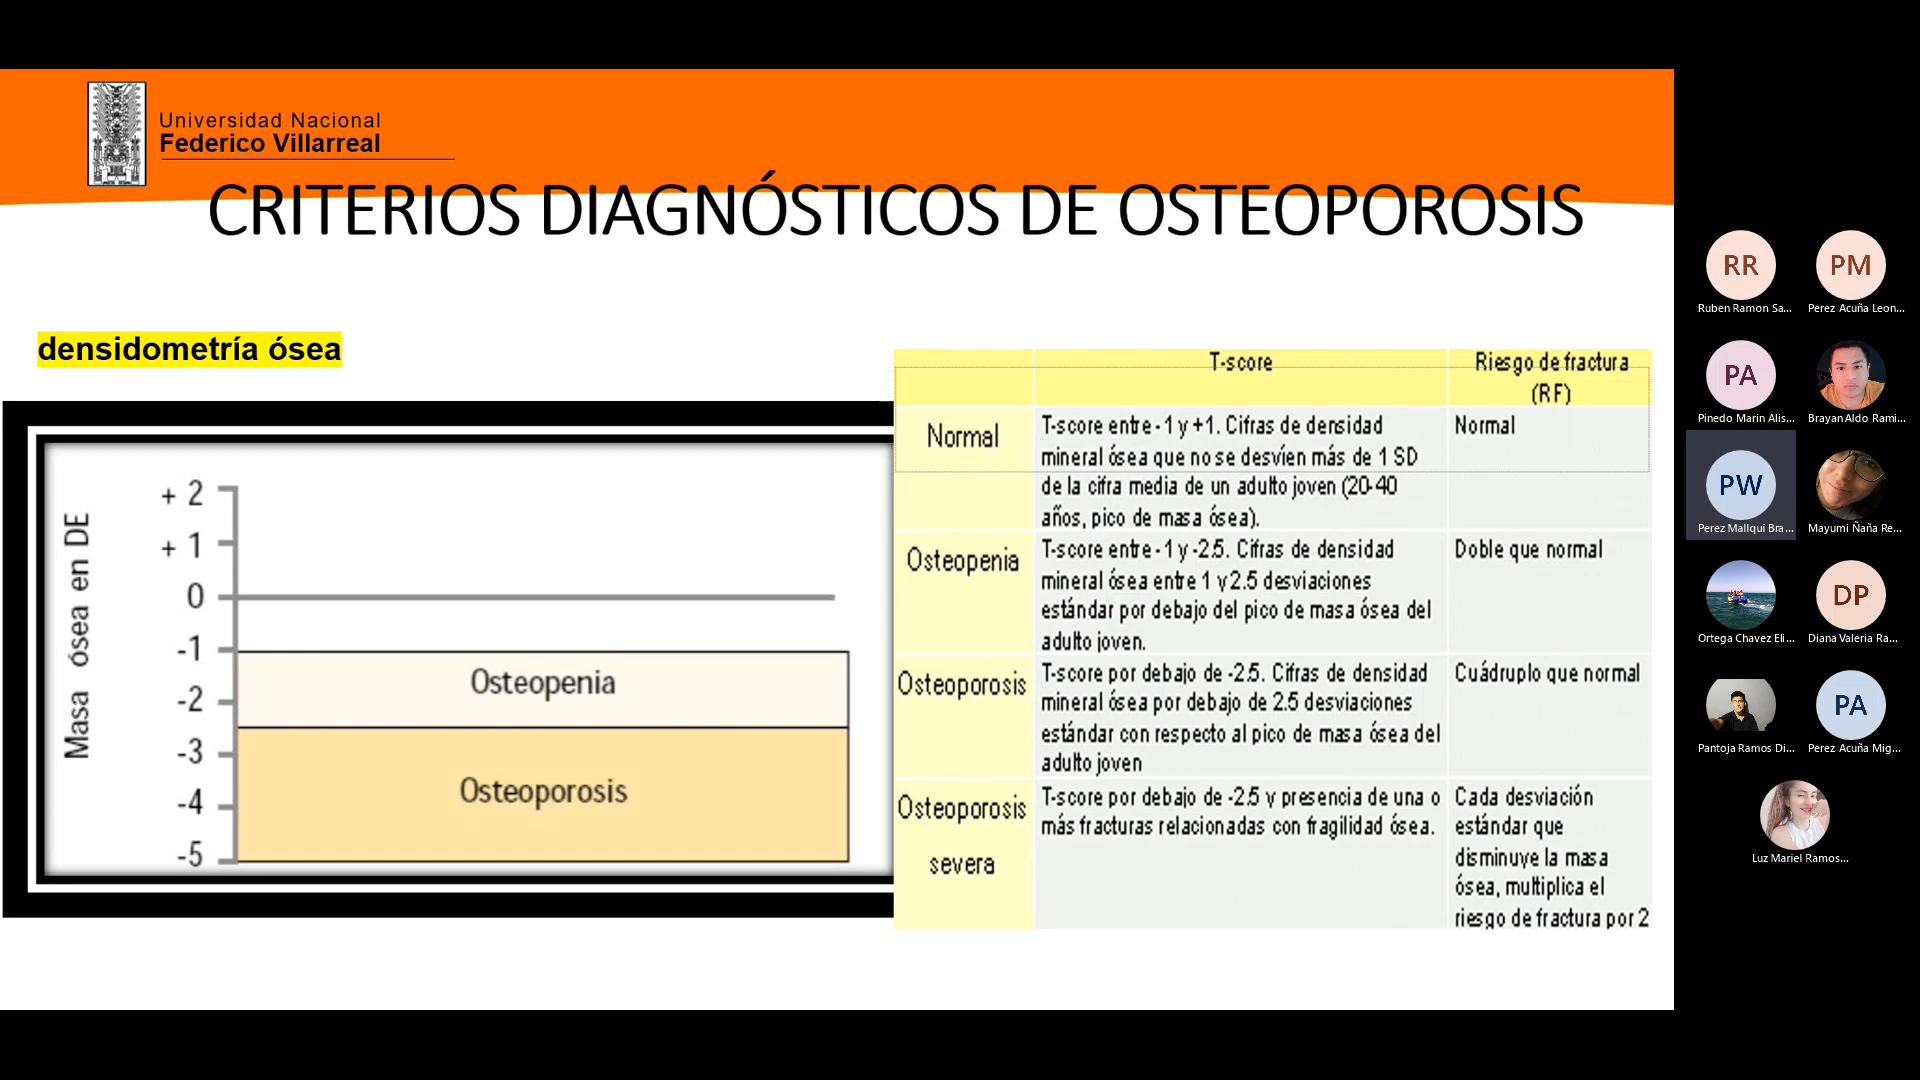 Universidad Nacional
Federico Villarreal
CRITERIOS DIAGNÓSTICOS DE OSTEOPOROSIS
densidometría ósea
Masa ósea en DE
+ 2
+ 1
0
-1
-2
-3
-4
-5
Osteopenia
Osteoporosis
T-score
Riesgo de fractura
(RF)
Normal
T-score entre -1 y +1. Cifras de densidad
mineral ósea que no se desvíen más de 1 SD
de la cifra media de un adulto joven (20-40
años, pico de masa ósea).
Normal
Osteopenia
T-score entre -1 y -2.5. Cifras de densidad
mineral ósea entre 1 y 2.5 desviaciones
estándar por debajo del pico de masa ósea del
adulto joven.
Doble que normal
Osteoporosis
T-score por debajo de -2.5. Cifras de densidad
mineral ósea por debajo de 2.5 desviaciones
estándar con respecto al pico de masa ósea del
adulto joven
Cuádruplo que normal
Osteoporosis
severa
T-score por debajo de -2.5 y presencia de una o
más fracturas relacionadas con fragilidad ósea.
Cada desviación
estándar que
disminuye la masa
ósea, multiplica el
riesgo de fractura por 2
RR
Ruben Ramon Sa...
PM
Perez Acuña Leon...
PA
Pinedo Marin Alis...
Brayan Aldo Rami...
PW
Perez Mallqui Bra...
Mayumi Ñaña Re...
Ortega Chavez Eli...
DP
Diana Valeria Ra...
Pantoja Ramos Di...
PA
Perez Acuña Mig...
Luz Mariel Ramos...